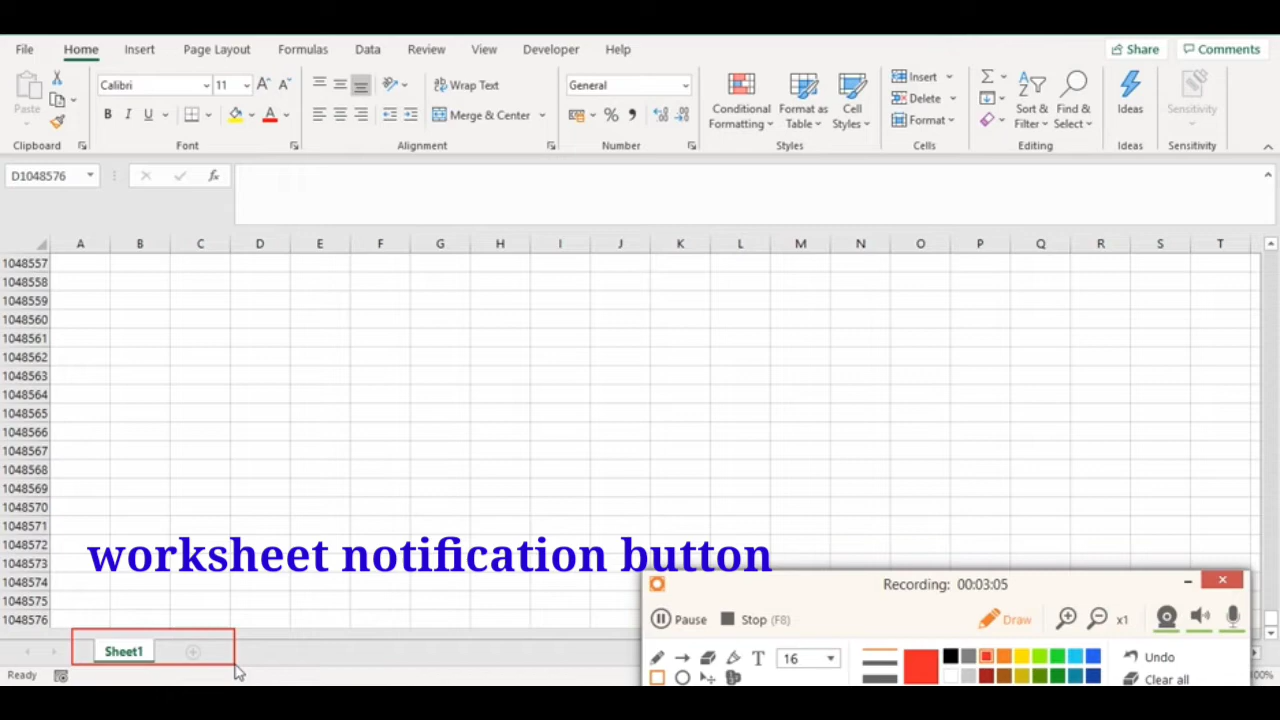 File Home Insert Page Layout Formulas Data Review View Developer Help Share Comments
Calibri 11 Wrap Text General Insert Σ
Paste Conditional Format as Cell Delete Sort & Find & Ideas Sensitivity
B I U Merge & Center % Formatting Table Styles Format Filter Select
Clipboard Font Alignment Number Styles Cells Editing Ideas Sensitivity
D1048576 fx
A B C D E F G H I J K L M N O P Q R S T
1048557
1048558
1048559
1048560
1048561
1048562
1048563
1048564
1048565
1048566
1048567
1048568
1048569
1048570
1048571
1048572
worksheet notification button
1048573
1048574
1048575
1048576
Recording: 00:03:05
Pause Stop (F8) Draw x1
Sheet1
T 16 Undo
Ready
Clear all
00%